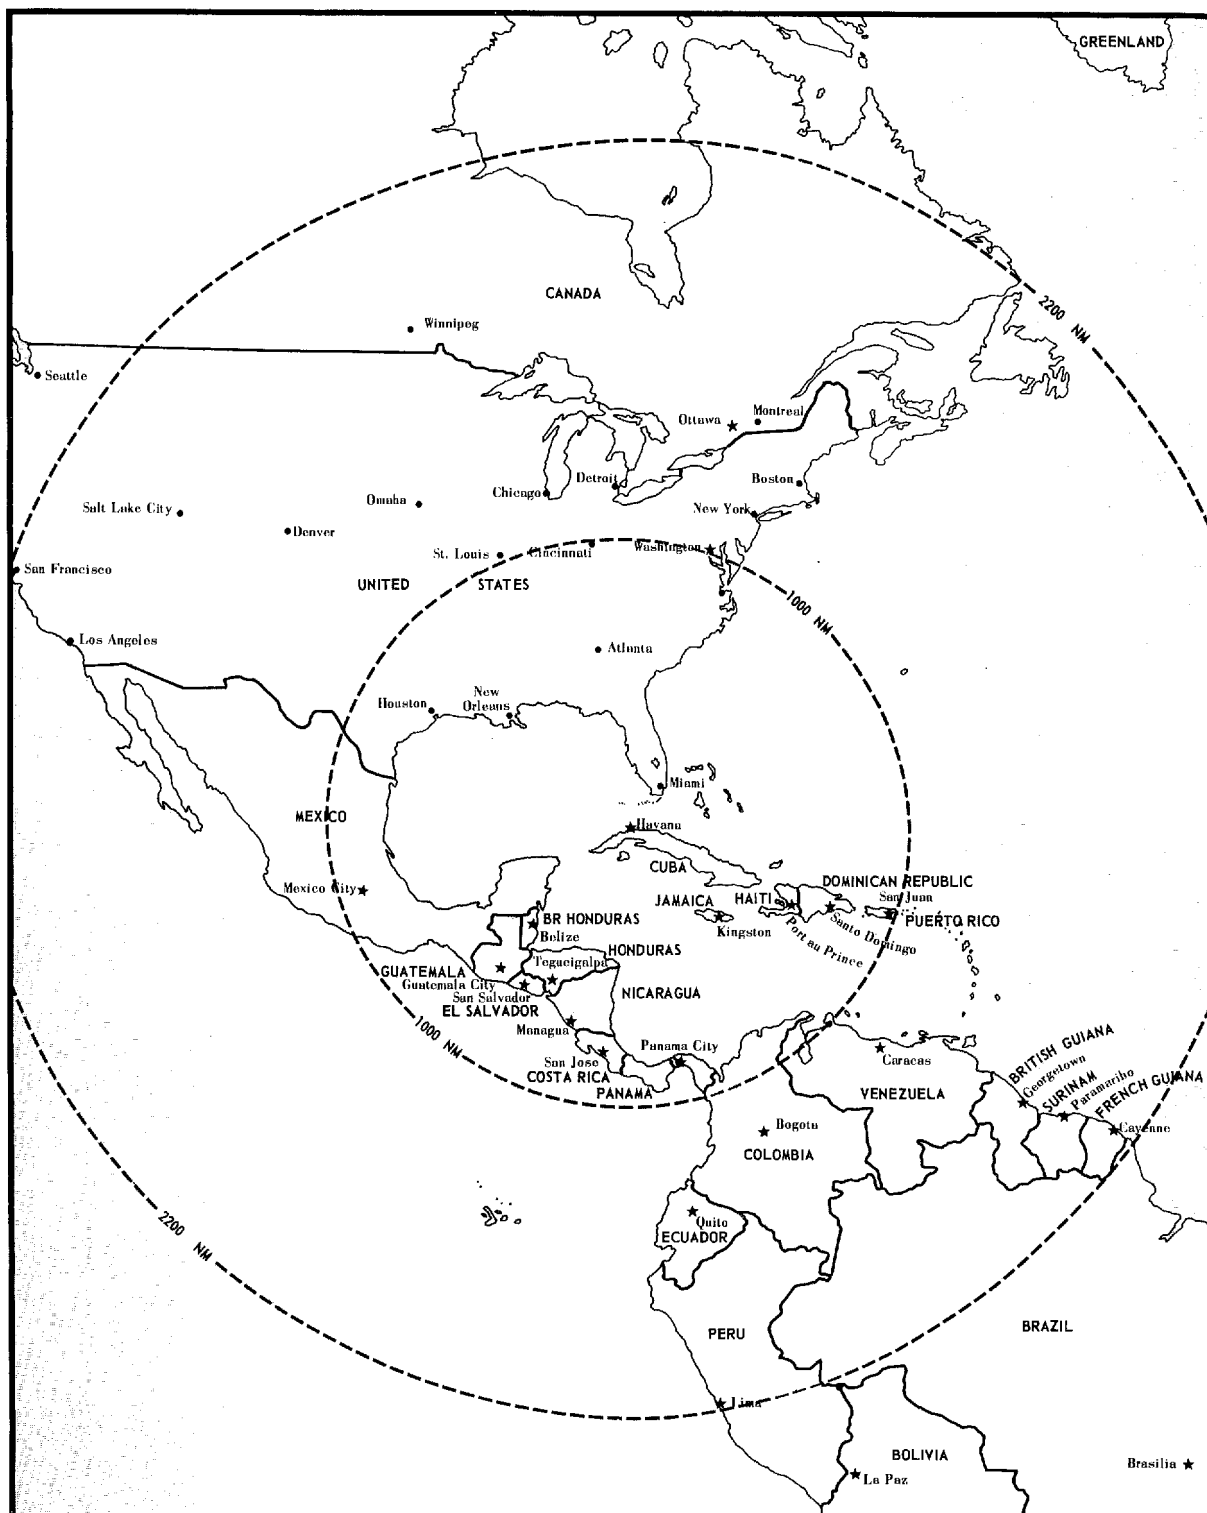 GREENLAND
CANADA
2200 NM
Winnipeg
Seattle
Ottawa
Montreal
Detroit
Boston
Chicago
Omaha
Salt Lake City
New York
Denver
St. Louis
Cincinnati
Washington
San Francisco
UNITED STATES
1000 NM
Los Angeles
Atlanta
Houston
New
Orleans
Miami
MEXICO
Havana
CUBA
Mexico City
DOMINICAN REPUBLIC
San Juan
JAMAICA
HAITI
PUERTO RICO
BR HONDURAS
Kingston
Santo Domingo
Belize
Port au Prince
HONDURAS
Tegucigalpa
GUATEMALA
Guatemala City
NICARAGUA
San Salvador
EL SALVADOR
1000 NM
Managua
Panama City
San Jose
COSTA RICA
PANAMA
Caracas
VENEZUELA
BRITISH GUIANA
Georgetown
SURINAM
Paramaribo
FRENCH GUIANA
Cayenne
Bogota
COLOMBIA
2200 NM
Quito
ECUADOR
PERU
BRAZIL
Lima
BOLIVIA
La Paz
Brasilia